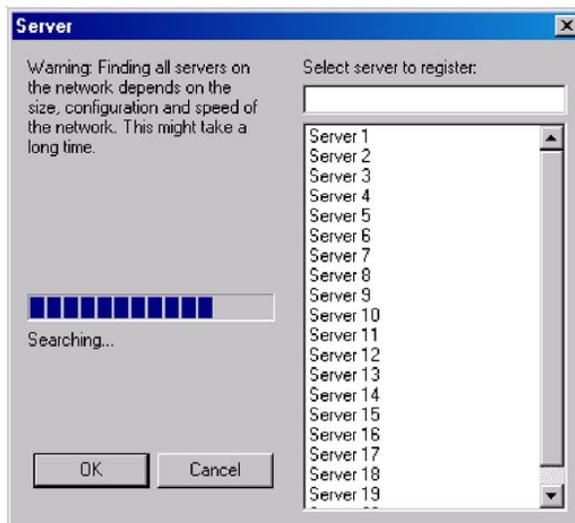 Server
Warning: Finding all servers on
the network depends on the
size, configuration and speed of
the network. This might take a
long time.
Searching...
OK
Cancel
Select server to register:
Server 1
Server 2
Server 3
Server 4
Server 5
Server 6
Server 7
Server 8
Server 9
Server 10
Server 11
Server 12
Server 13
Server 14
Server 15
Server 16
Server 17
Server 18
Server 19